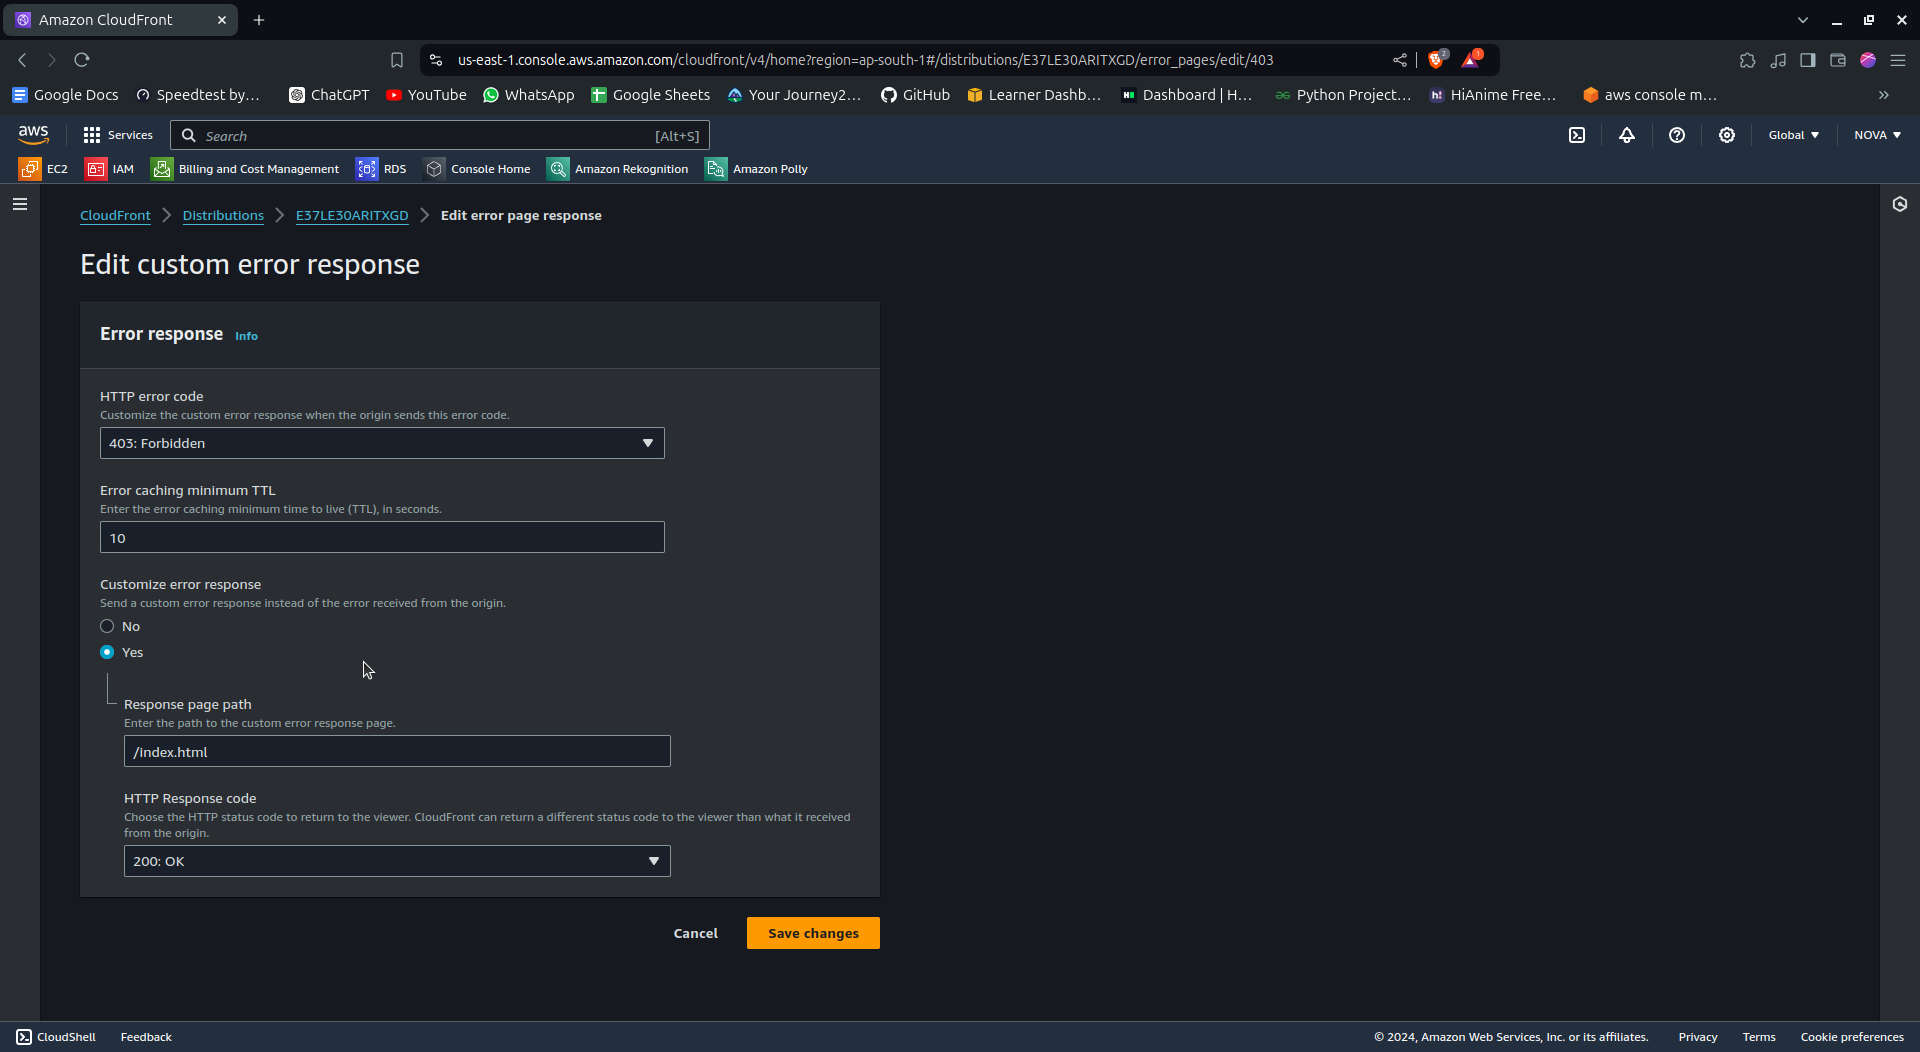 Amazon CloudFront
us-east-1.console.aws.amazon.com/cloudfront/v4/home?region=ap-south-1#/distributions/E37LE30ARITXGD/error_pages/edit/403
2
1
Google Docs Speedtest by... ChatGPT YouTube WhatsApp Google Sheets Your Journey2... GitHub Learner Dashb... Dashboard | H... Python Project... HiAnime Free... aws console m... »
aws Services Search [Alt+S] Global NOVA
EC2 IAM Billing and Cost Management RDS Console Home Amazon Rekognition Amazon Polly
CloudFront > Distributions > E37LE30ARITXGD > Edit error page response
Edit custom error response
Error response Info
HTTP error code
Customize the custom error response when the origin sends this error code.
403: Forbidden
Error caching minimum TTL
Enter the error caching minimum time to live (TTL), in seconds.
10
Customize error response
Send a custom error response instead of the error received from the origin.
No
Yes
Response page path
Enter the path to the custom error response page.
/index.html
HTTP Response code
Choose the HTTP status code to return to the viewer. CloudFront can return a different status code to the viewer than what it received
from the origin.
200: OK
Cancel Save changes
CloudShell Feedback © 2024, Amazon Web Services, Inc. or its affiliates. Privacy Terms Cookie preferences